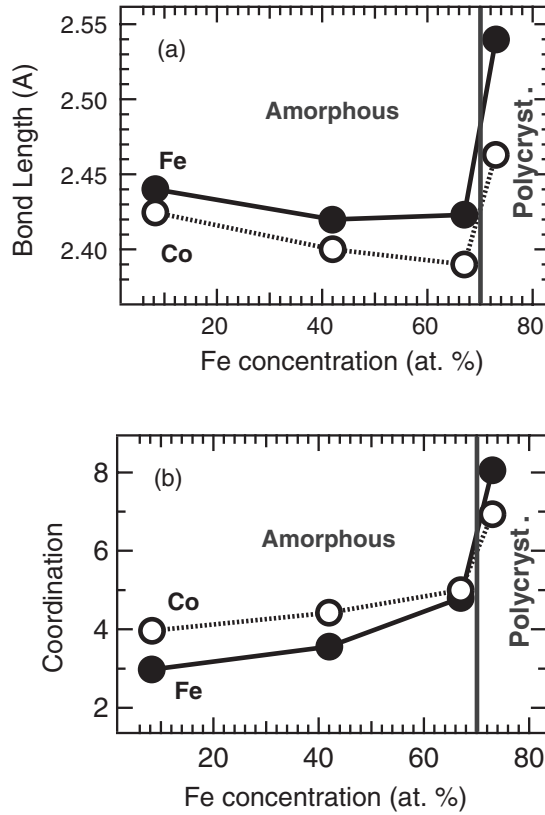 (a)
2.55
2.50
2.45
2.40
Bond Length (A)
Amorphous
Polycryst.
Fe
Co
20
40
60
80
Fe concentration (at. %)
(b)
8
6
4
2
Coordination
Amorphous
Polycryst.
Co
Fe
20
40
60
80
Fe concentration (at. %)